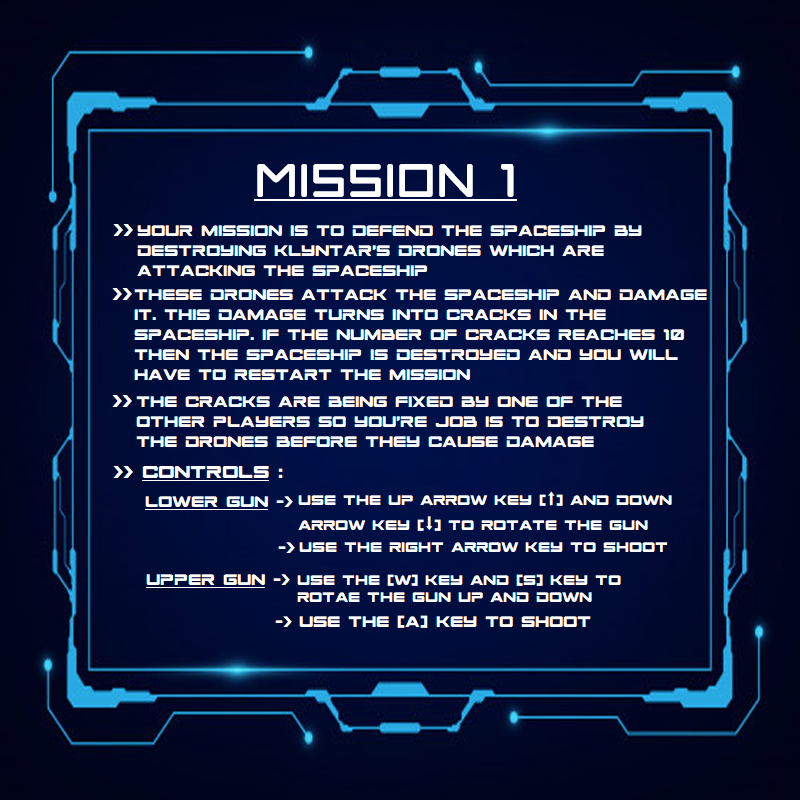 MISSION 1
>> YOUR MISSION IS TO DEFEND THE SPACESHIP BY
DESTROYING KLYNTAR'S DRONES WHICH ARE
ATTACKING THE SPACESHIP
>> THESE DRONES ATTACK THE SPACESHIP AND DAMAGE
IT. THIS DAMAGE TURNS INTO CRACKS IN THE
SPACESHIP. IF THE NUMBER OF CRACKS REACHES 10
THEN THE SPACESHIP IS DESTROYED AND YOU WILL
HAVE TO RESTART THE MISSION
>> THE CRACKS ARE BEING FIXED BY ONE OF THE
OTHER PLAYERS SO YOU'RE JOB IS TO DESTROY
THE DRONES BEFORE THEY CAUSE DAMAGE
>> CONTROLS :
LOWER GUN -> USE THE UP ARROW KEY [↑] AND DOWN
ARROW KEY [↓] TO ROTATE THE GUN
-> USE THE RIGHT ARROW KEY TO SHOOT
UPPER GUN -> USE THE [W] KEY AND [S] KEY TO
ROTAE THE GUN UP AND DOWN
-> USE THE [A] KEY TO SHOOT